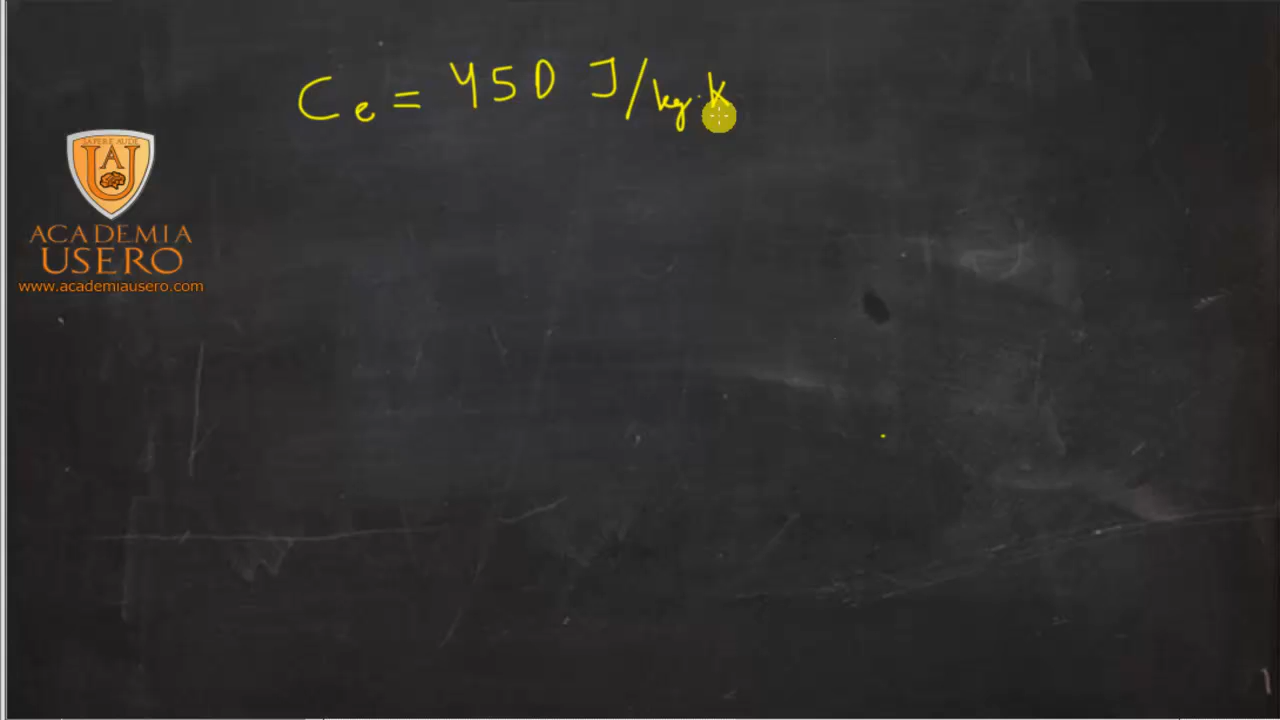 Ce = 450 J/kg·K
SAPERE AUDE
AU
ACADEMIA
USERO
www.academiausero.com